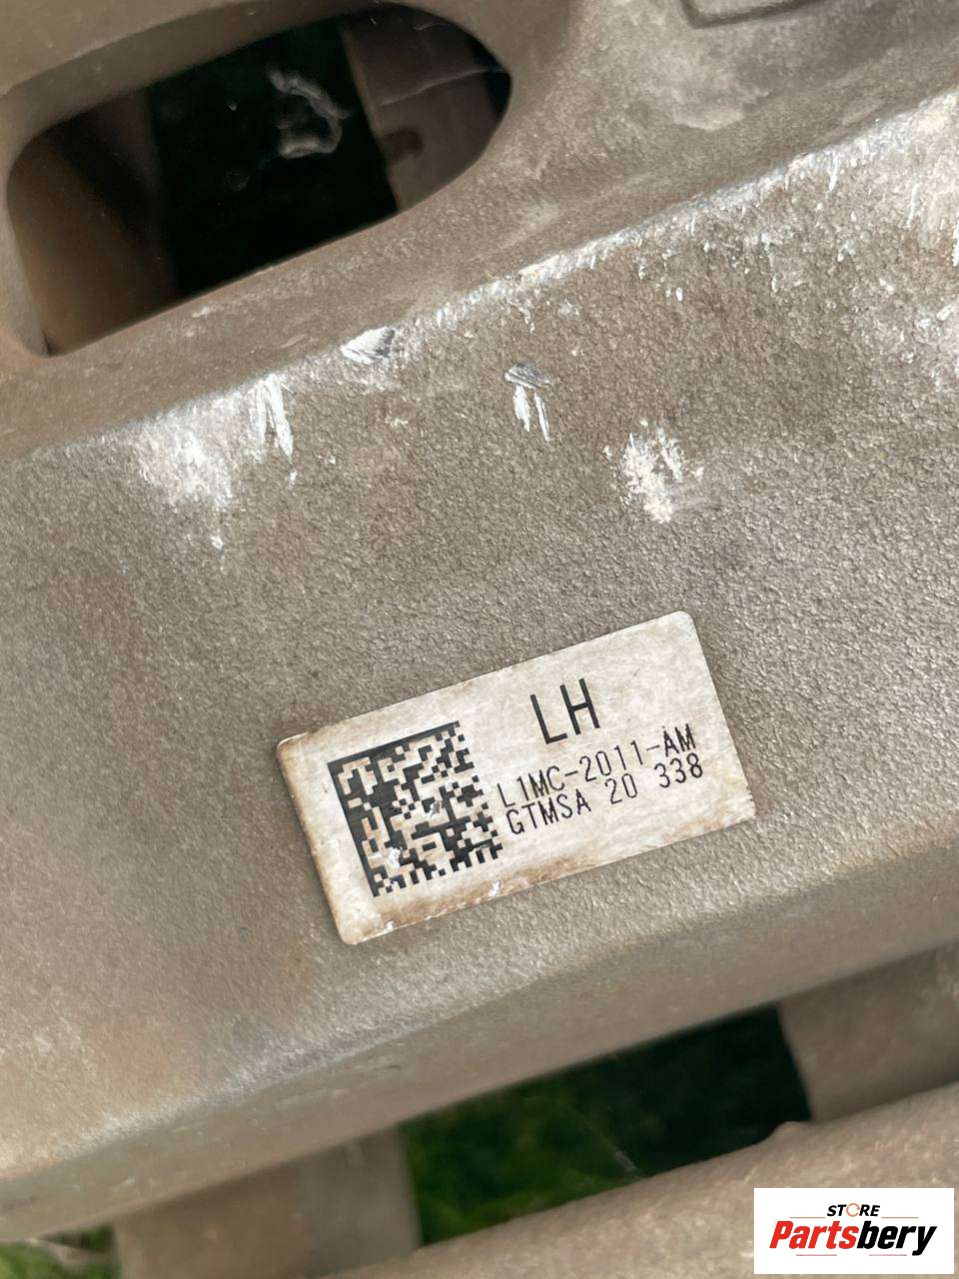 LH
L1MC-2011-AM
GTMSA 20 338
STORE
Partsbery